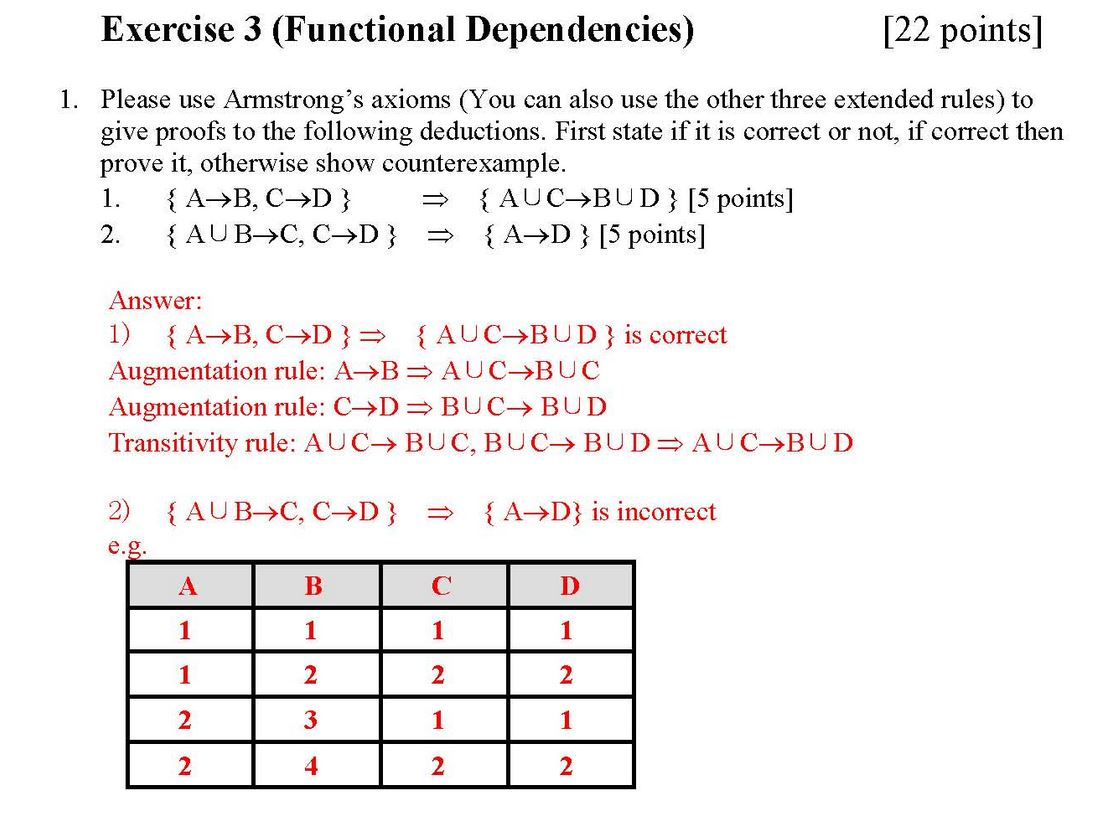 Exercise 3 (Functional Dependencies) [22 points]
1. Please use Armstrong’s axioms (You can also use the other three extended rules) to
give proofs to the following deductions. First state if it is correct or not, if correct then
prove it, otherwise show counterexample.
1. { A→B, C→D } ⇒ { A∪C→B∪D } [5 points]
2. { A∪B→C, C→D } ⇒ { A→D } [5 points]
Answer:
1) { A→B, C→D } ⇒ { A∪C→B∪D } is correct
Augmentation rule: A→B ⇒ A∪C→B∪C
Augmentation rule: C→D ⇒ B∪C→ B∪D
Transitivity rule: A∪C→ B∪C, B∪C→ B∪D ⇒ A∪C→B∪D
2) { A∪B→C, C→D } ⇒ { A→D} is incorrect
e.g.
A B C D
1 1 1 1
1 2 2 2
2 3 1 1
2 4 2 2